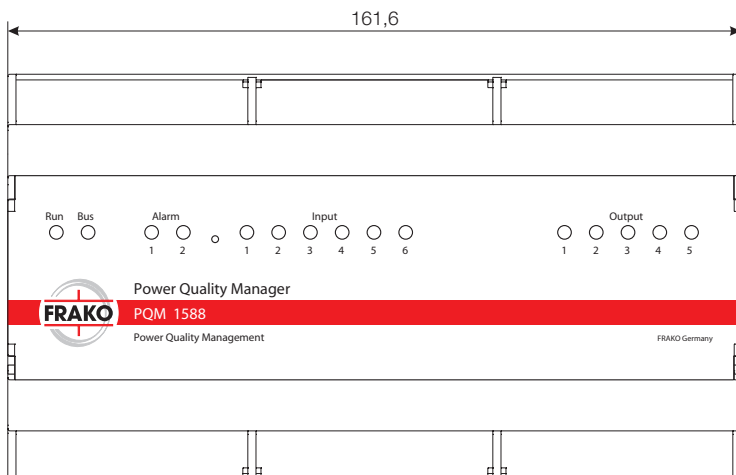 161,6
Run Bus Alarm Input Output
1 2 1 2 3 4 5 6 1 2 3 4 5
Power Quality Manager
FRAKO PQM 1588
Power Quality Management FRAKO Germany